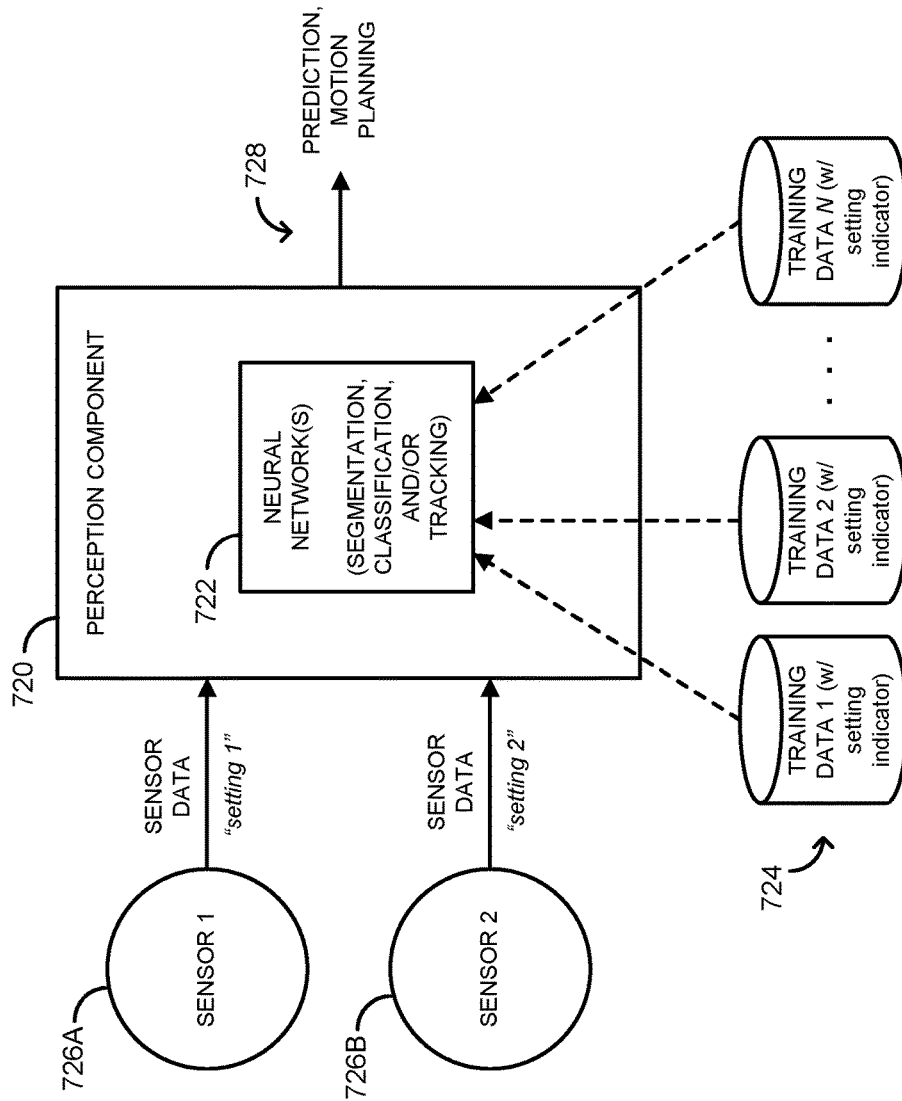 726A
SENSOR 1
SENSOR
DATA
"setting 1"
726B
SENSOR 2
SENSOR
DATA
"setting 2"
720
PERCEPTION COMPONENT
722
NEURAL
NETWORK(S)
(SEGMENTATION,
CLASSIFICATION,
AND/OR
TRACKING)
728
PREDICTION,
MOTION
PLANNING
724
TRAINING
DATA 1 (w/
setting
indicator)
TRAINING
DATA 2 (w/
setting
indicator)
. . .
TRAINING
DATA N (w/
setting
indicator)